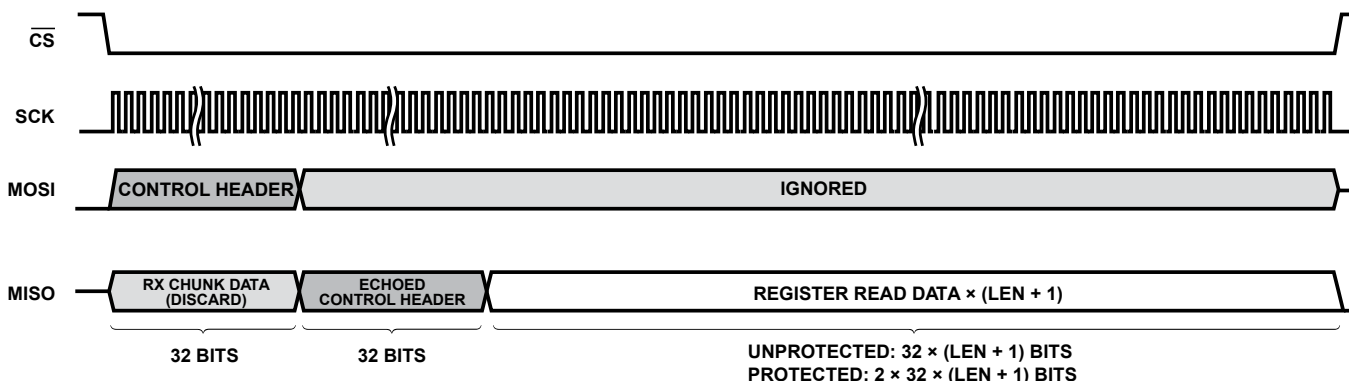 CS
SCK
MOSI
CONTROL HEADER
IGNORED
MISO
RX CHUNK DATA
(DISCARD)
ECHOED
CONTROL HEADER
REGISTER READ DATA × (LEN + 1)
32 BITS
32 BITS
UNPROTECTED: 32 × (LEN + 1) BITS
PROTECTED: 2 × 32 × (LEN + 1) BITS